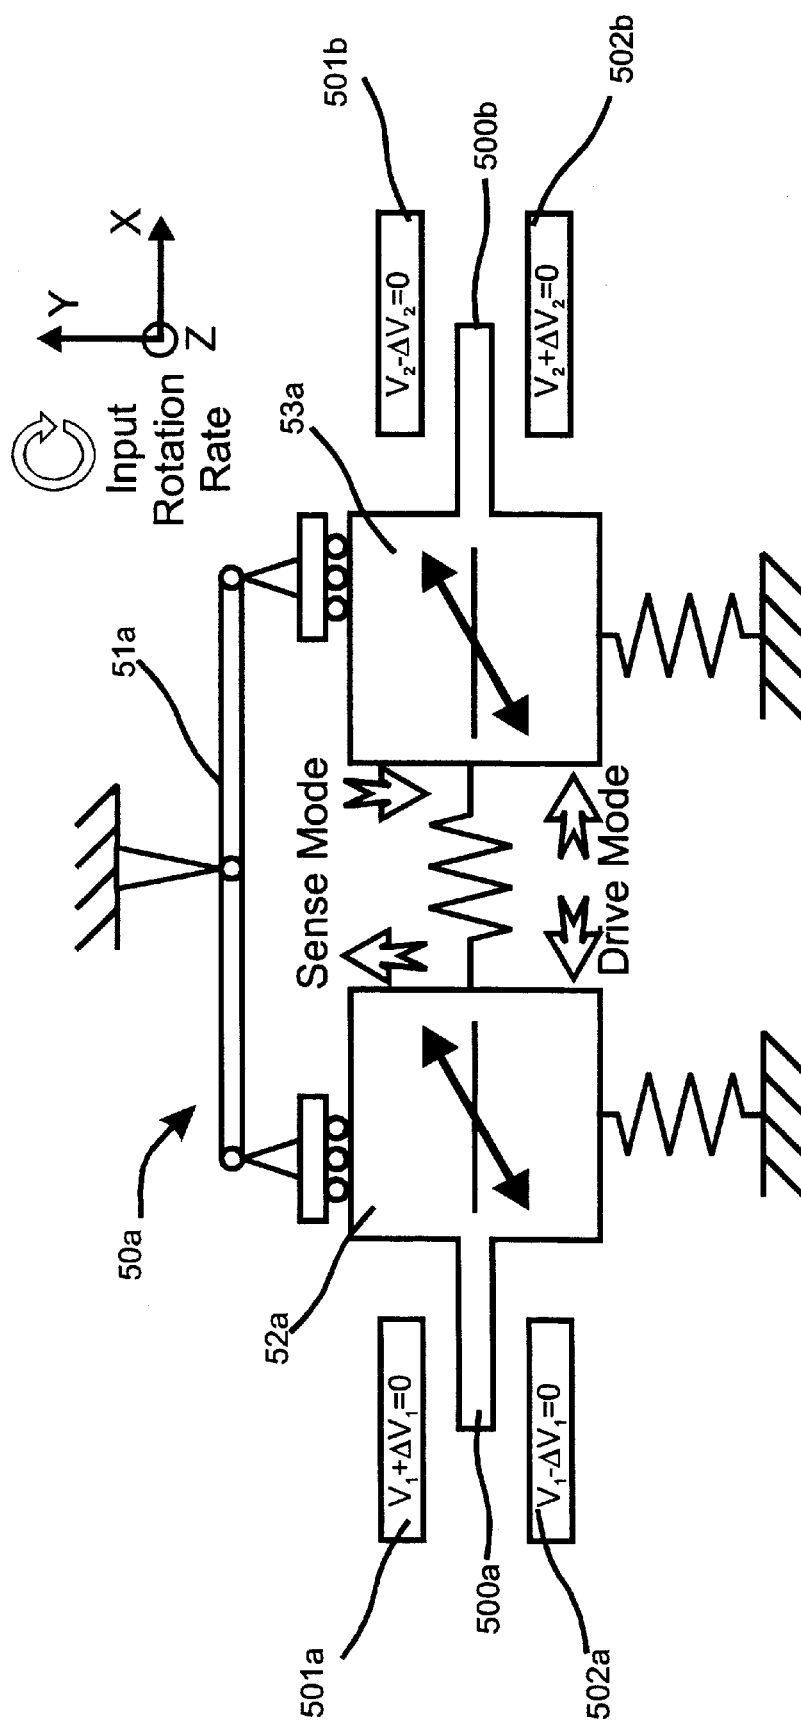 50a
51a
Input
Rotation
Rate
Y
X
Z
501b
502b
500b
53a
V₂-ΔV₂=0
V₂+ΔV₂=0
Sense Mode
Drive Mode
52a
V₁+ΔV₁=0
V₁-ΔV₁=0
501a
500a
502a